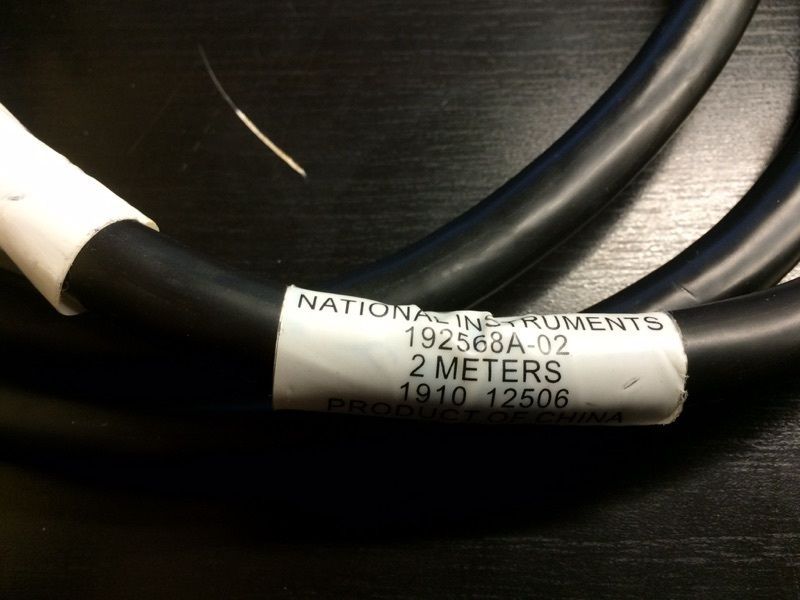 NATIONAL INSTRUMENTS
192568A-02
2 METERS
1910 12506
PRODUCT OF CHINA